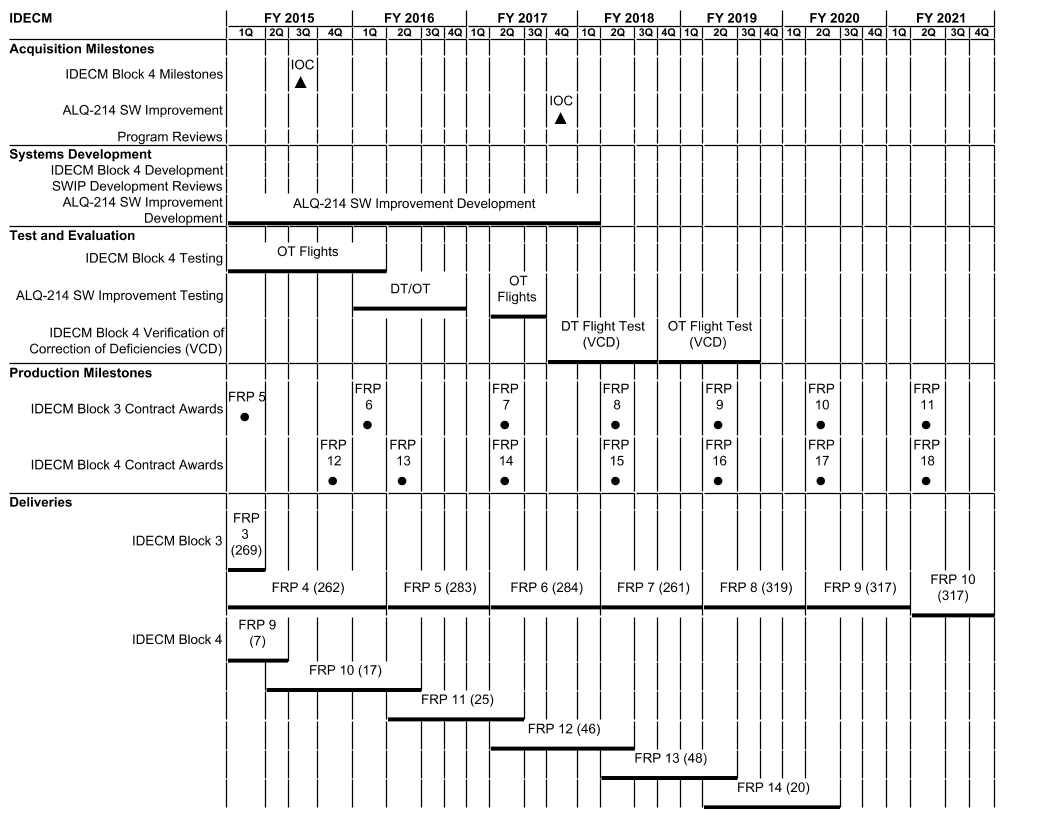 IDECM FY 2015 FY 2016 FY 2017 FY 2018 FY 2019 FY 2020 FY 2021
1Q 2Q 3Q 4Q 1Q 2Q 3Q 4Q 1Q 2Q 3Q 4Q 1Q 2Q 3Q 4Q 1Q 2Q 3Q 4Q 1Q 2Q 3Q 4Q 1Q 2Q 3Q 4Q
Acquisition Milestones
IDECM Block 4 Milestones
IOC
ALQ-214 SW Improvement
IOC
Program Reviews
Systems Development
IDECM Block 4 Development
SWIP Development Reviews
ALQ-214 SW Improvement
Development
ALQ-214 SW Improvement Development
Test and Evaluation
IDECM Block 4 Testing
OT Flights
ALQ-214 SW Improvement Testing
DT/OT
OT
Flights
IDECM Block 4 Verification of
Correction of Deficiencies (VCD)
DT Flight Test
(VCD)
OT Flight Test
(VCD)
Production Milestones
IDECM Block 3 Contract Awards
FRP 5
FRP
6
FRP
7
FRP
8
FRP
9
FRP
10
FRP
11
IDECM Block 4 Contract Awards
FRP
12
FRP
13
FRP
14
FRP
15
FRP
16
FRP
17
FRP
18
Deliveries
IDECM Block 3
FRP
3
(269)
FRP 4 (262)
FRP 5 (283)
FRP 6 (284)
FRP 7 (261)
FRP 8 (319)
FRP 9 (317)
FRP 10
(317)
IDECM Block 4
FRP 9
(7)
FRP 10 (17)
FRP 11 (25)
FRP 12 (46)
FRP 13 (48)
FRP 14 (20)